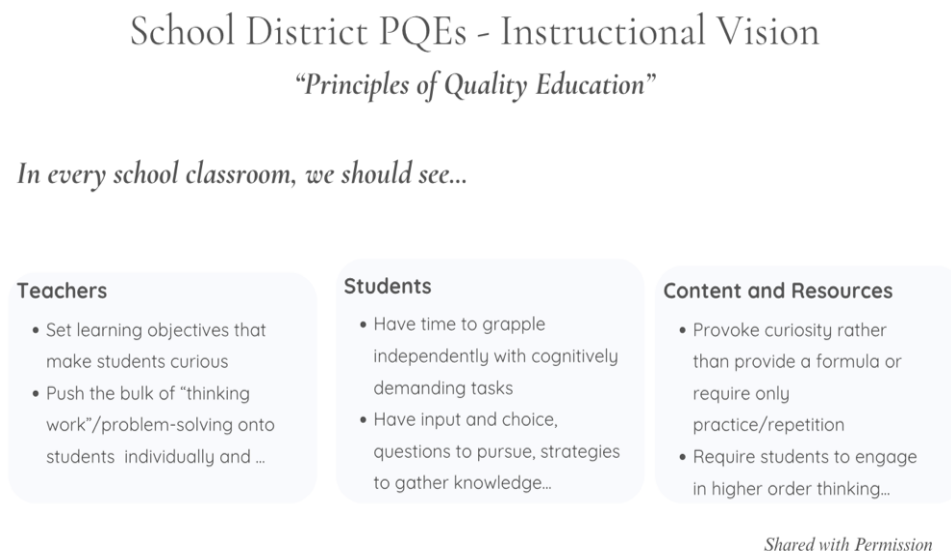 School District PQEs - Instructional Vision
“Principles of Quality Education”
In every school classroom, we should see...
Teachers
• Set learning objectives that
make students curious
• Push the bulk of “thinking
work”/problem-solving onto
students individually and ...
Students
• Have time to grapple
independently with cognitively
demanding tasks
• Have input and choice,
questions to pursue, strategies
to gather knowledge...
Content and Resources
• Provoke curiosity rather
than provide a formula or
require only
practice/repetition
• Require students to engage
in higher order thinking...
Shared with Permission